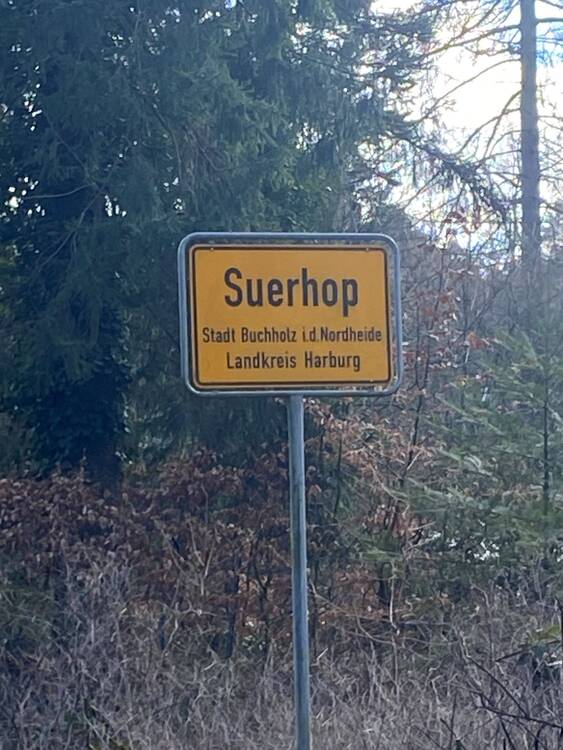 Suerhop
Stadt Buchholz i.d.Nordheide
Landkreis Harburg